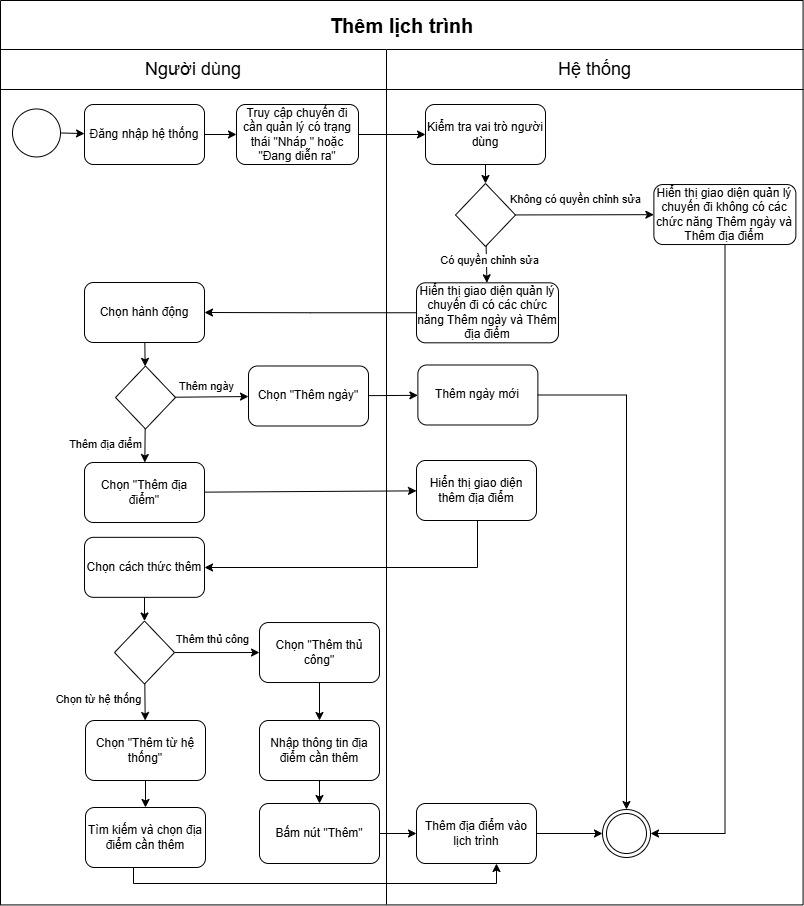 Thêm lịch trình
Người dùng
Hệ thống
Đăng nhập hệ thống
Truy cập chuyến đi
cần quản lý có trạng
thái "Nháp " hoặc
"Đang diễn ra"
Kiểm tra vai trò người
dùng
Không có quyền chỉnh sửa
Hiển thị giao diện quản lý
chuyến đi không có các
chức năng Thêm ngày và
Thêm địa điểm
Có quyền chỉnh sửa
Hiển thị giao diện quản lý
chuyến đi có các chức
năng Thêm ngày và Thêm
địa điểm
Chọn hành động
Thêm ngày
Chọn "Thêm ngày"
Thêm ngày mới
Thêm địa điểm
Chọn "Thêm địa
điểm"
Hiển thị giao diện
thêm địa điểm
Chọn cách thức thêm
Thêm thủ công
Chọn "Thêm thủ
công"
Chọn từ hệ thống
Chọn "Thêm từ hệ
thống"
Nhập thông tin địa
điểm cần thêm
Tìm kiếm và chọn địa
điểm cần thêm
Bấm nút "Thêm"
Thêm địa điểm vào
lịch trình